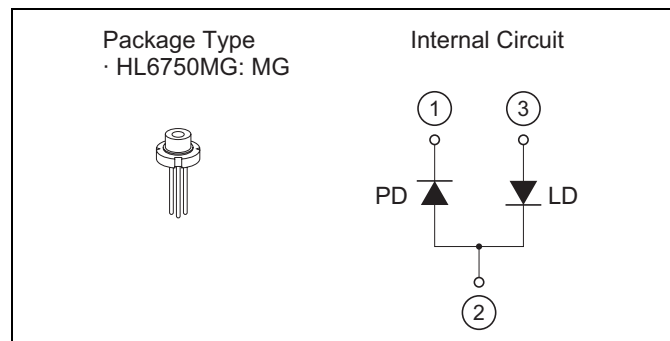 Package Type
· HL6750MG: MG
Internal Circuit
1
3
PD
LD
2